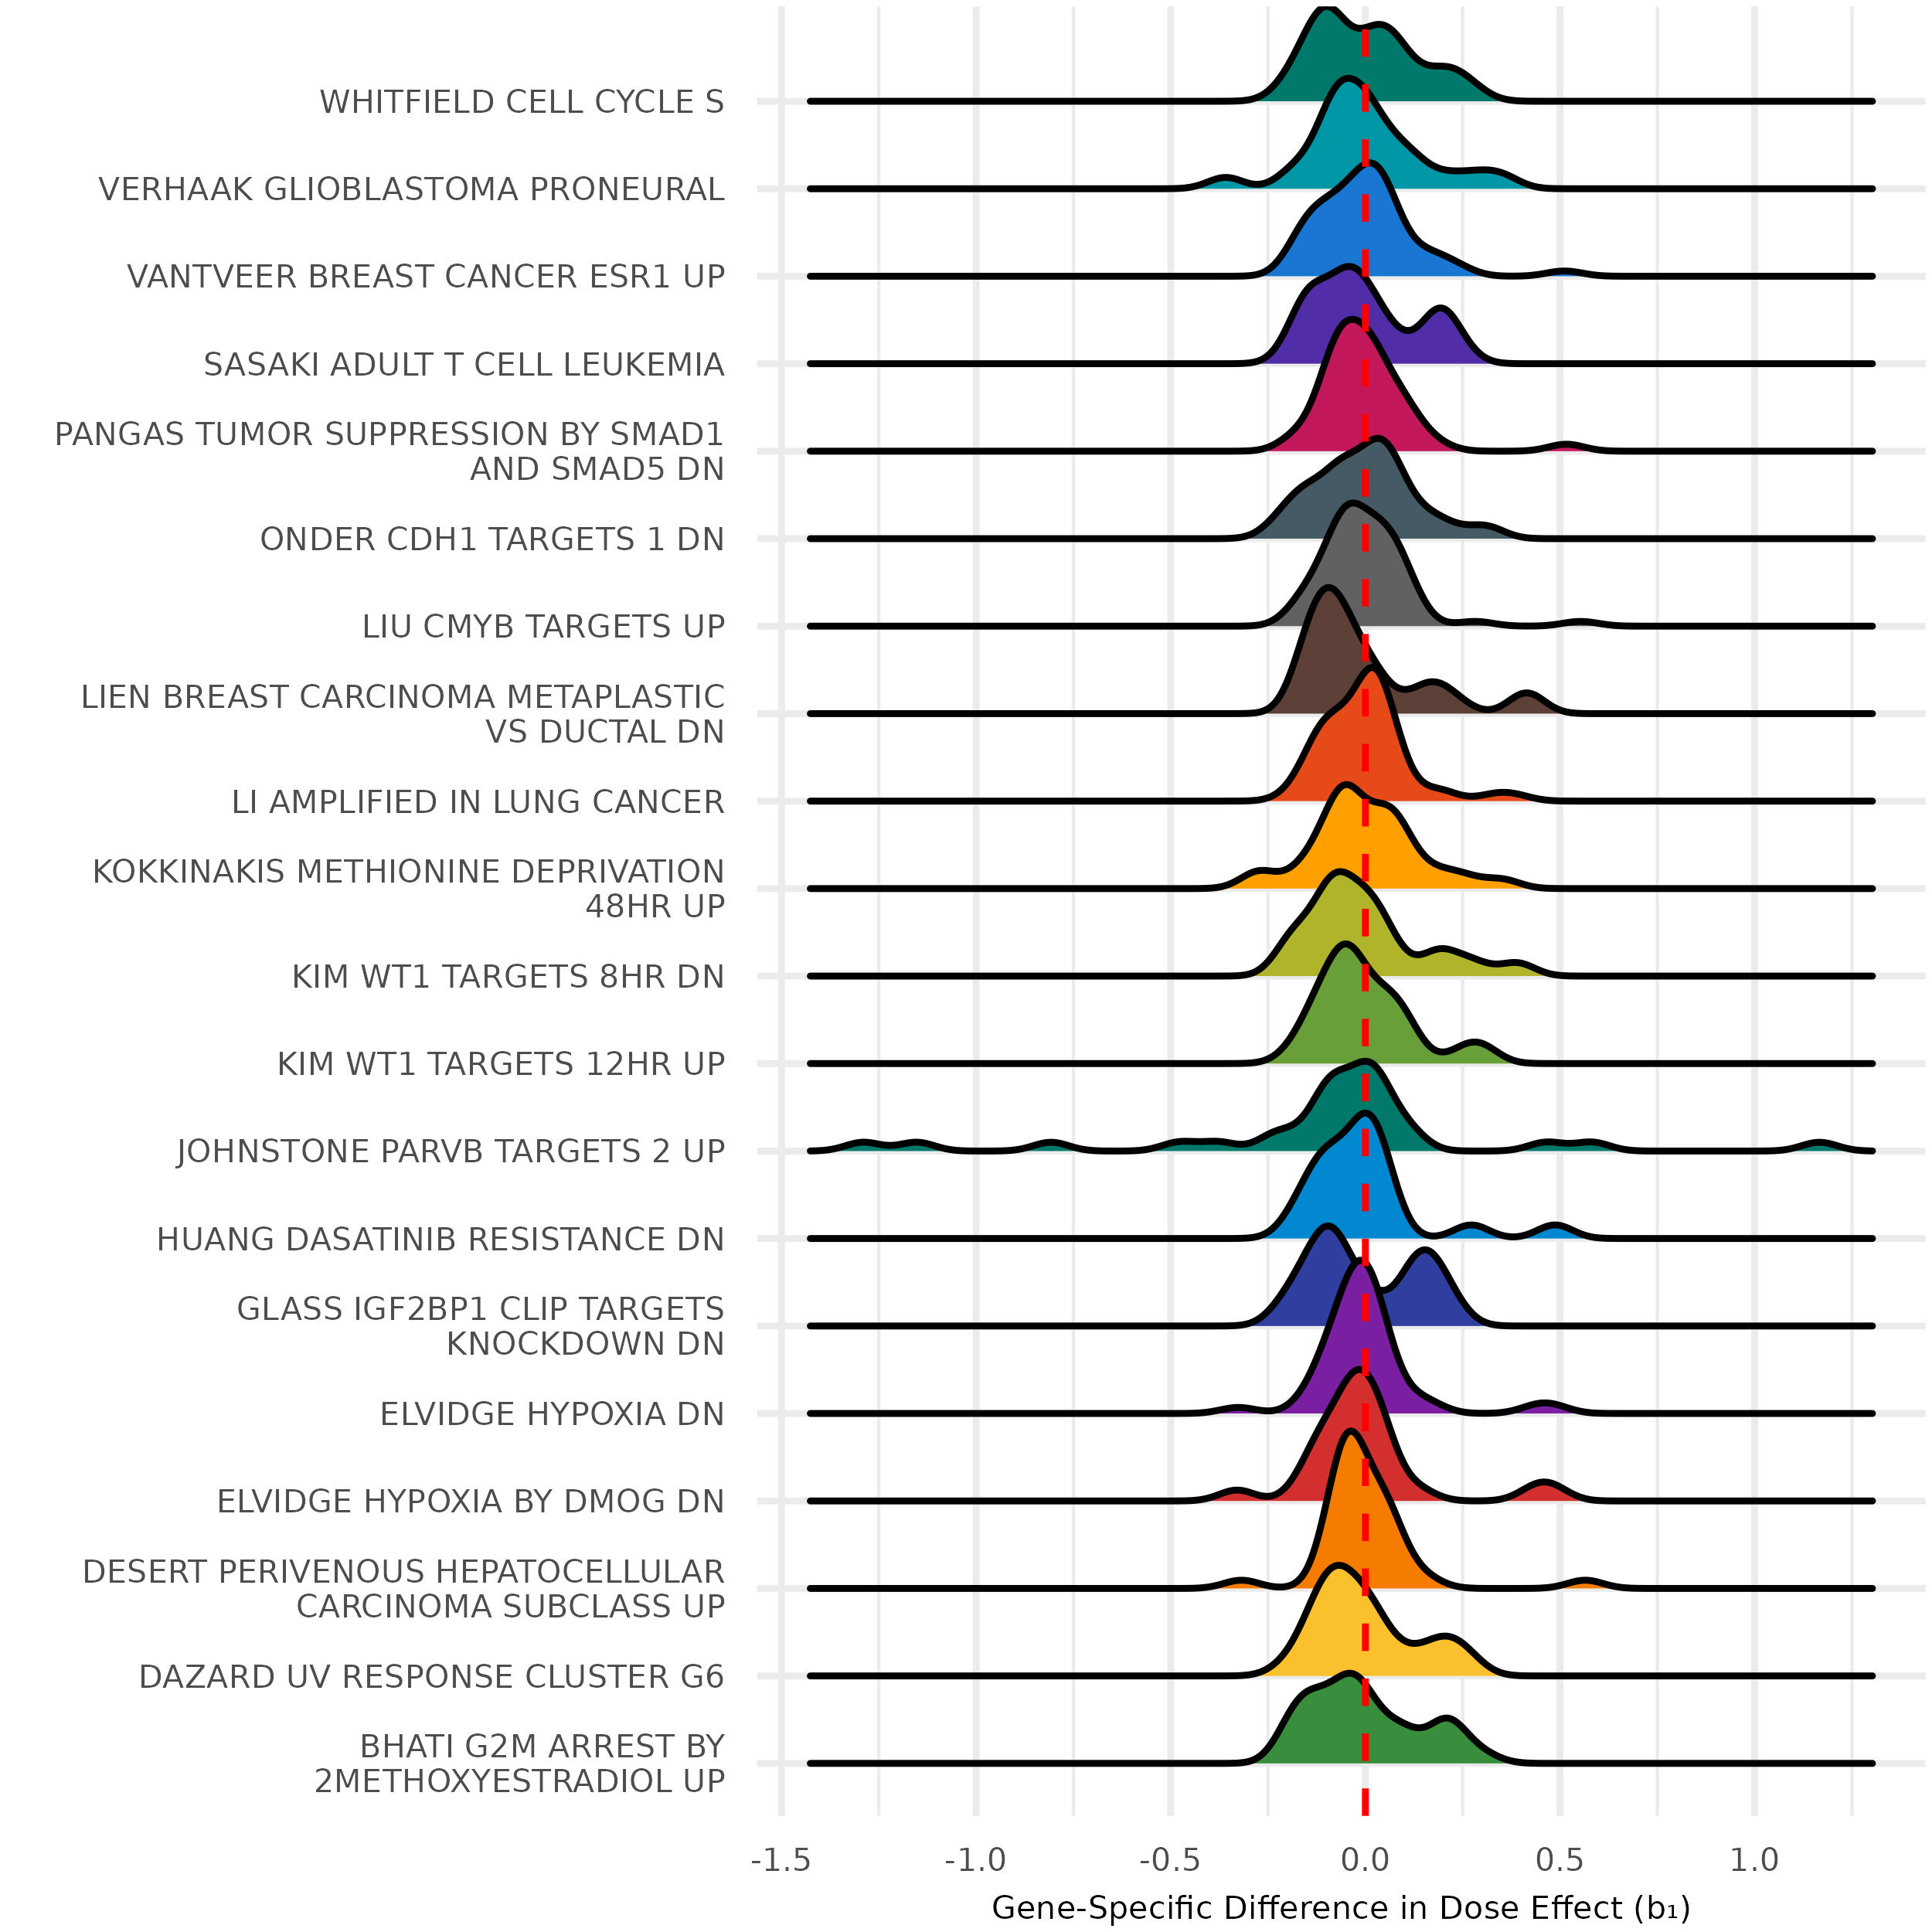 WHITFIELD CELL CYCLE S
VERHAAK GLIOBLASTOMA PRONEURAL
VANTVEER BREAST CANCER ESR1 UP
SASAKI ADULT T CELL LEUKEMIA
PANGAS TUMOR SUPPRESSION BY SMAD1
AND SMAD5 DN
ONDER CDH1 TARGETS 1 DN
LIU CMYB TARGETS UP
LIEN BREAST CARCINOMA METAPLASTIC
VS DUCTAL DN
LI AMPLIFIED IN LUNG CANCER
KOKKINAKIS METHIONINE DEPRIVATION
48HR UP
KIM WT1 TARGETS 8HR DN
KIM WT1 TARGETS 12HR UP
JOHNSTONE PARVB TARGETS 2 UP
HUANG DASATINIB RESISTANCE DN
GLASS IGF2BP1 CLIP TARGETS
KNOCKDOWN DN
ELVIDGE HYPOXIA DN
ELVIDGE HYPOXIA BY DMOG DN
DESERT PERIVENOUS HEPATOCELLULAR
CARCINOMA SUBCLASS UP
DAZARD UV RESPONSE CLUSTER G6
BHATI G2M ARREST BY
2METHOXYESTRADIOL UP
-1.5 -1.0 -0.5 0.0 0.5 1.0
Gene-Specific Difference in Dose Effect (b₁)